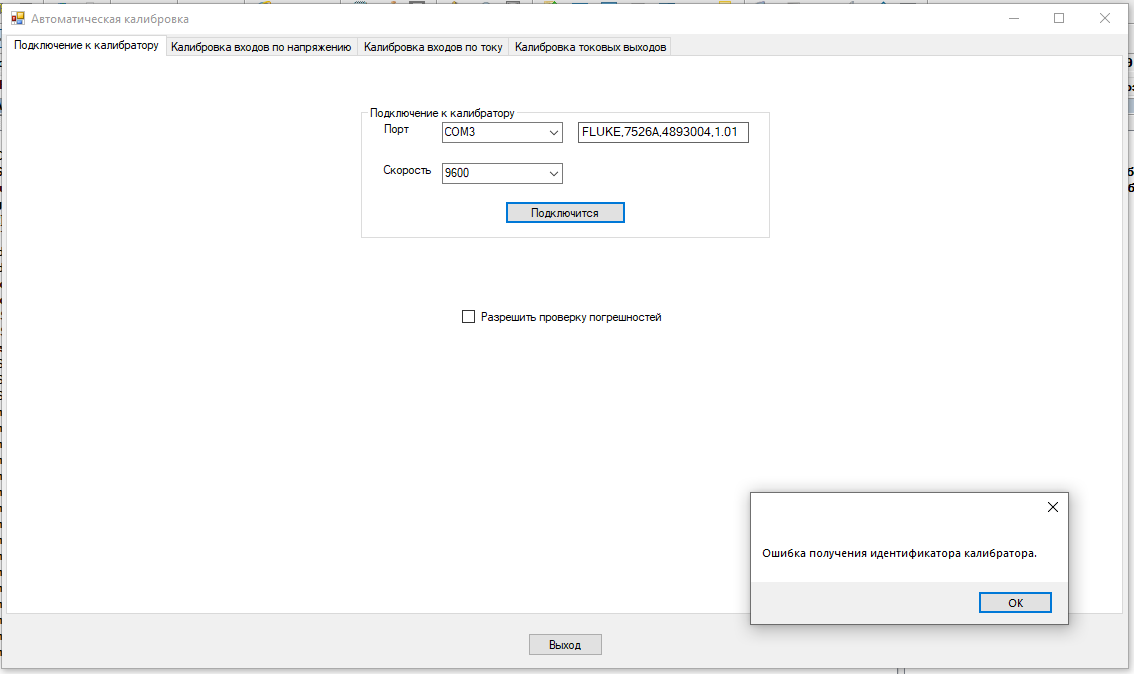 Автоматическая калибровка
Подключение к калибратору
Калибровка входов по напряжению
Калибровка входов по току
Калибровка токовых выходов
Подключение к калибратору
Порт
COM3
FLUKE,7526A,4893004,1.01
Скорость
9600
Подключится
Разрешить проверку погрешностей
Ошибка получения идентификатора калибратора.
OK
Выход